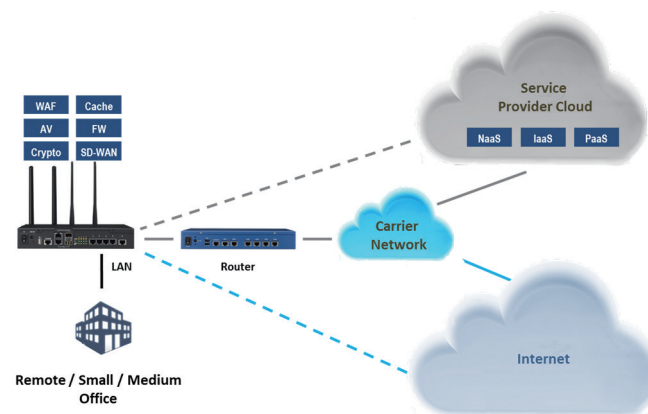 Service
Provider Cloud
NaaS IaaS PaaS
WAF Cache
AV FW
Crypto SD-WAN
Carrier
Network
LAN
Router
Internet
Remote / Small / Medium
Office